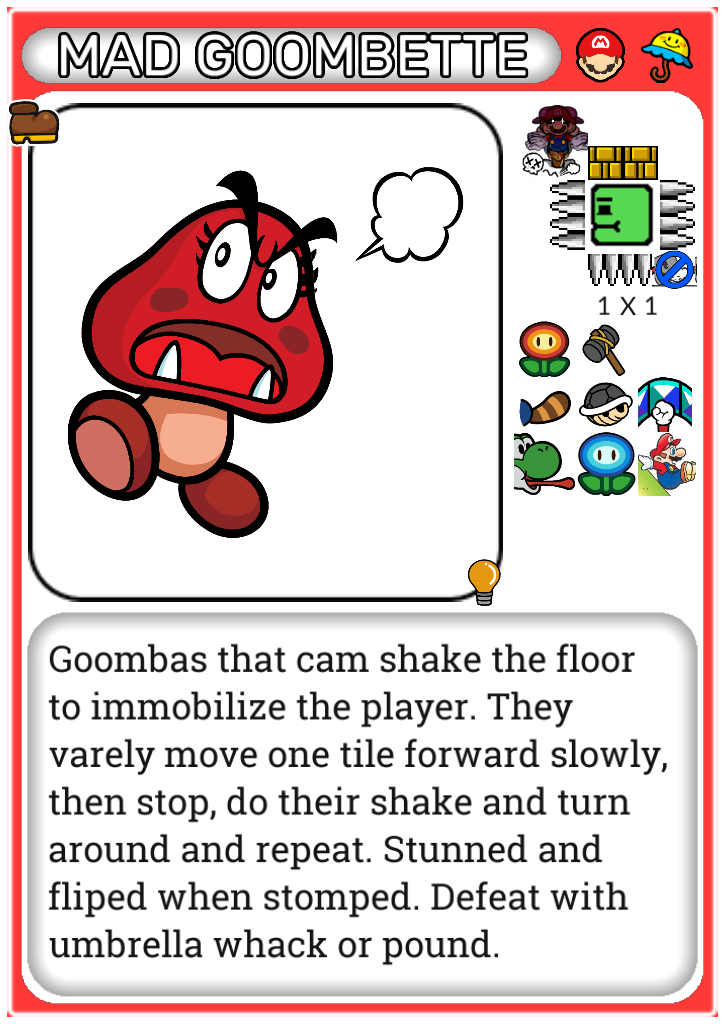 MAD GOOMBETTE
1 X 1
Goombas that cam shake the floor
to immobilize the player. They
varely move one tile forward slowly,
then stop, do their shake and turn
around and repeat. Stunned and
fliped when stomped. Defeat with
umbrella whack or pound.